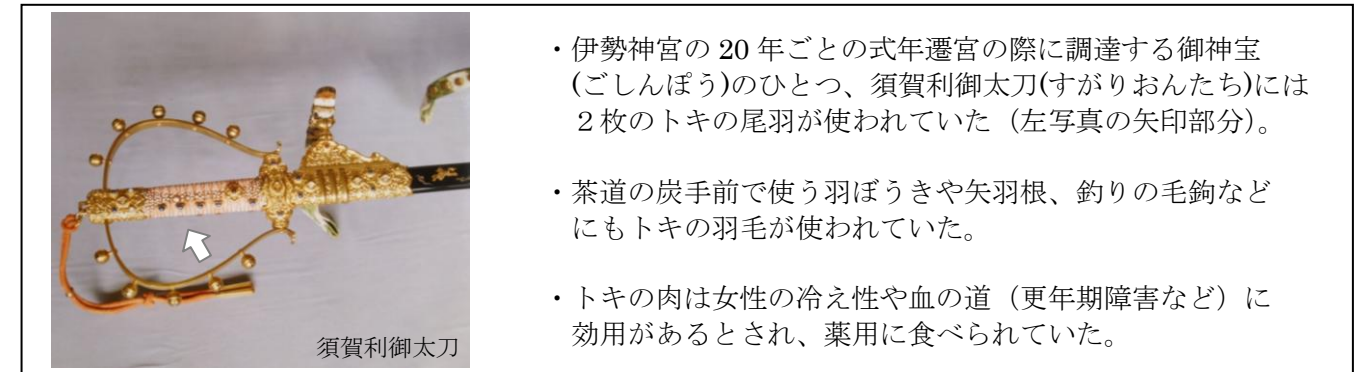 ・伊勢神宮の 20 年ごとの式年遷宮の際に調達する御神宝
(ごしんぽう)のひとつ、須賀利御太刀(すがりおんたち)には
２枚のトキの尾羽が使われていた（左写真の矢印部分）。
・茶道の炭手前で使う羽ぼうきや矢羽根、釣りの毛鉤など
にもトキの羽毛が使われていた。
・トキの肉は女性の冷え性や血の道（更年期障害など）に
効用があるとされ、薬用に食べられていた。
須賀利御太刀